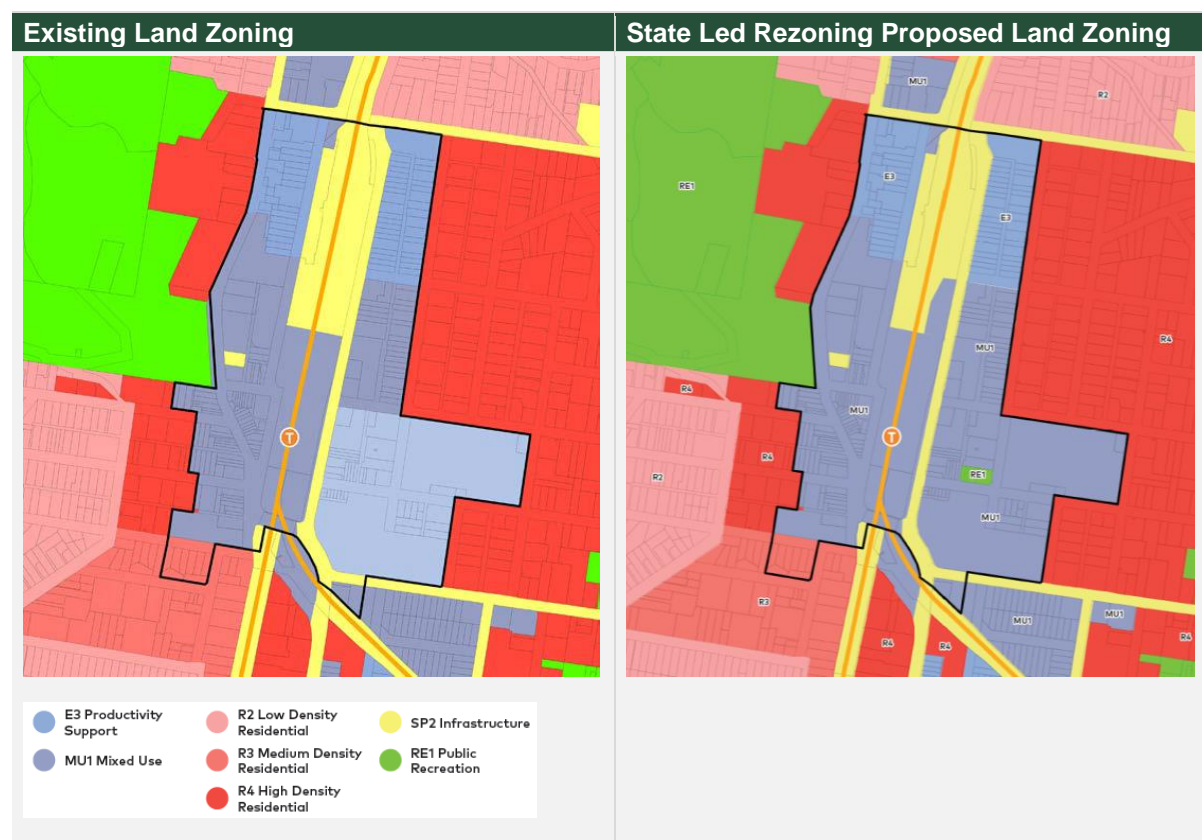 Existing Land Zoning
State Led Rezoning Proposed Land Zoning
T
MU1
R2
RE1
E3
E3
R4
MU1
R4
MU1
T
R4
R2
RE1
MU1
R3
MU1
MU1
R4
R4
R4
E3 Productivity
Support
MU1 Mixed Use
R2 Low Density
Residential
R3 Medium Density
Residential
R4 High Density
Residential
SP2 Infrastructure
RE1 Public
Recreation